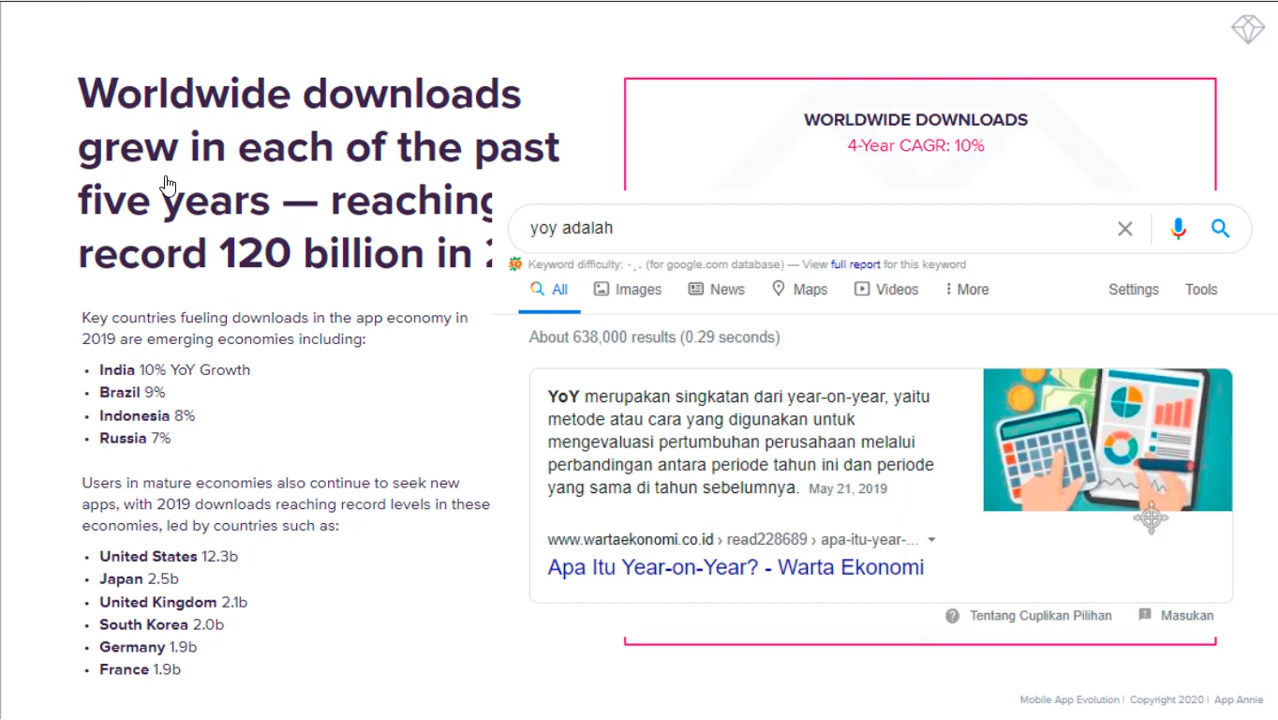 Worldwide downloads
grew in each of the past
five years — reaching
record 120 billion in
Key countries fueling downloads in the app economy in
2019 are emerging economies including:
• India 10% YoY Growth
• Brazil 9%
• Indonesia 8%
• Russia 7%
Users in mature economies also continue to seek new
apps, with 2019 downloads reaching record levels in these
economies, led by countries such as:
• United States 12.3b
• Japan 2.5b
• United Kingdom 2.1b
• South Korea 2.0b
• Germany 1.9b
• France 1.9b
WORLDWIDE DOWNLOADS
4-Year CAGR: 10%
yoy adalah
Keyword difficulty: -.. (for google.com database) — View full report for this keyword
All Images News Maps Videos More Settings Tools
About 638,000 results (0.29 seconds)
YoY merupakan singkatan dari year-on-year, yaitu
metode atau cara yang digunakan untuk
mengevaluasi pertumbuhan perusahaan melalui
perbandingan antara periode tahun ini dan periode
yang sama di tahun sebelumnya. May 21, 2019
www.wartaekonomi.co.id › read228689 › apa-itu-year-...
Apa Itu Year-on-Year? - Warta Ekonomi
Tentang Cuplikan Pilihan Masukan
Mobile App Evolution | Copyright 2020 | App Annie